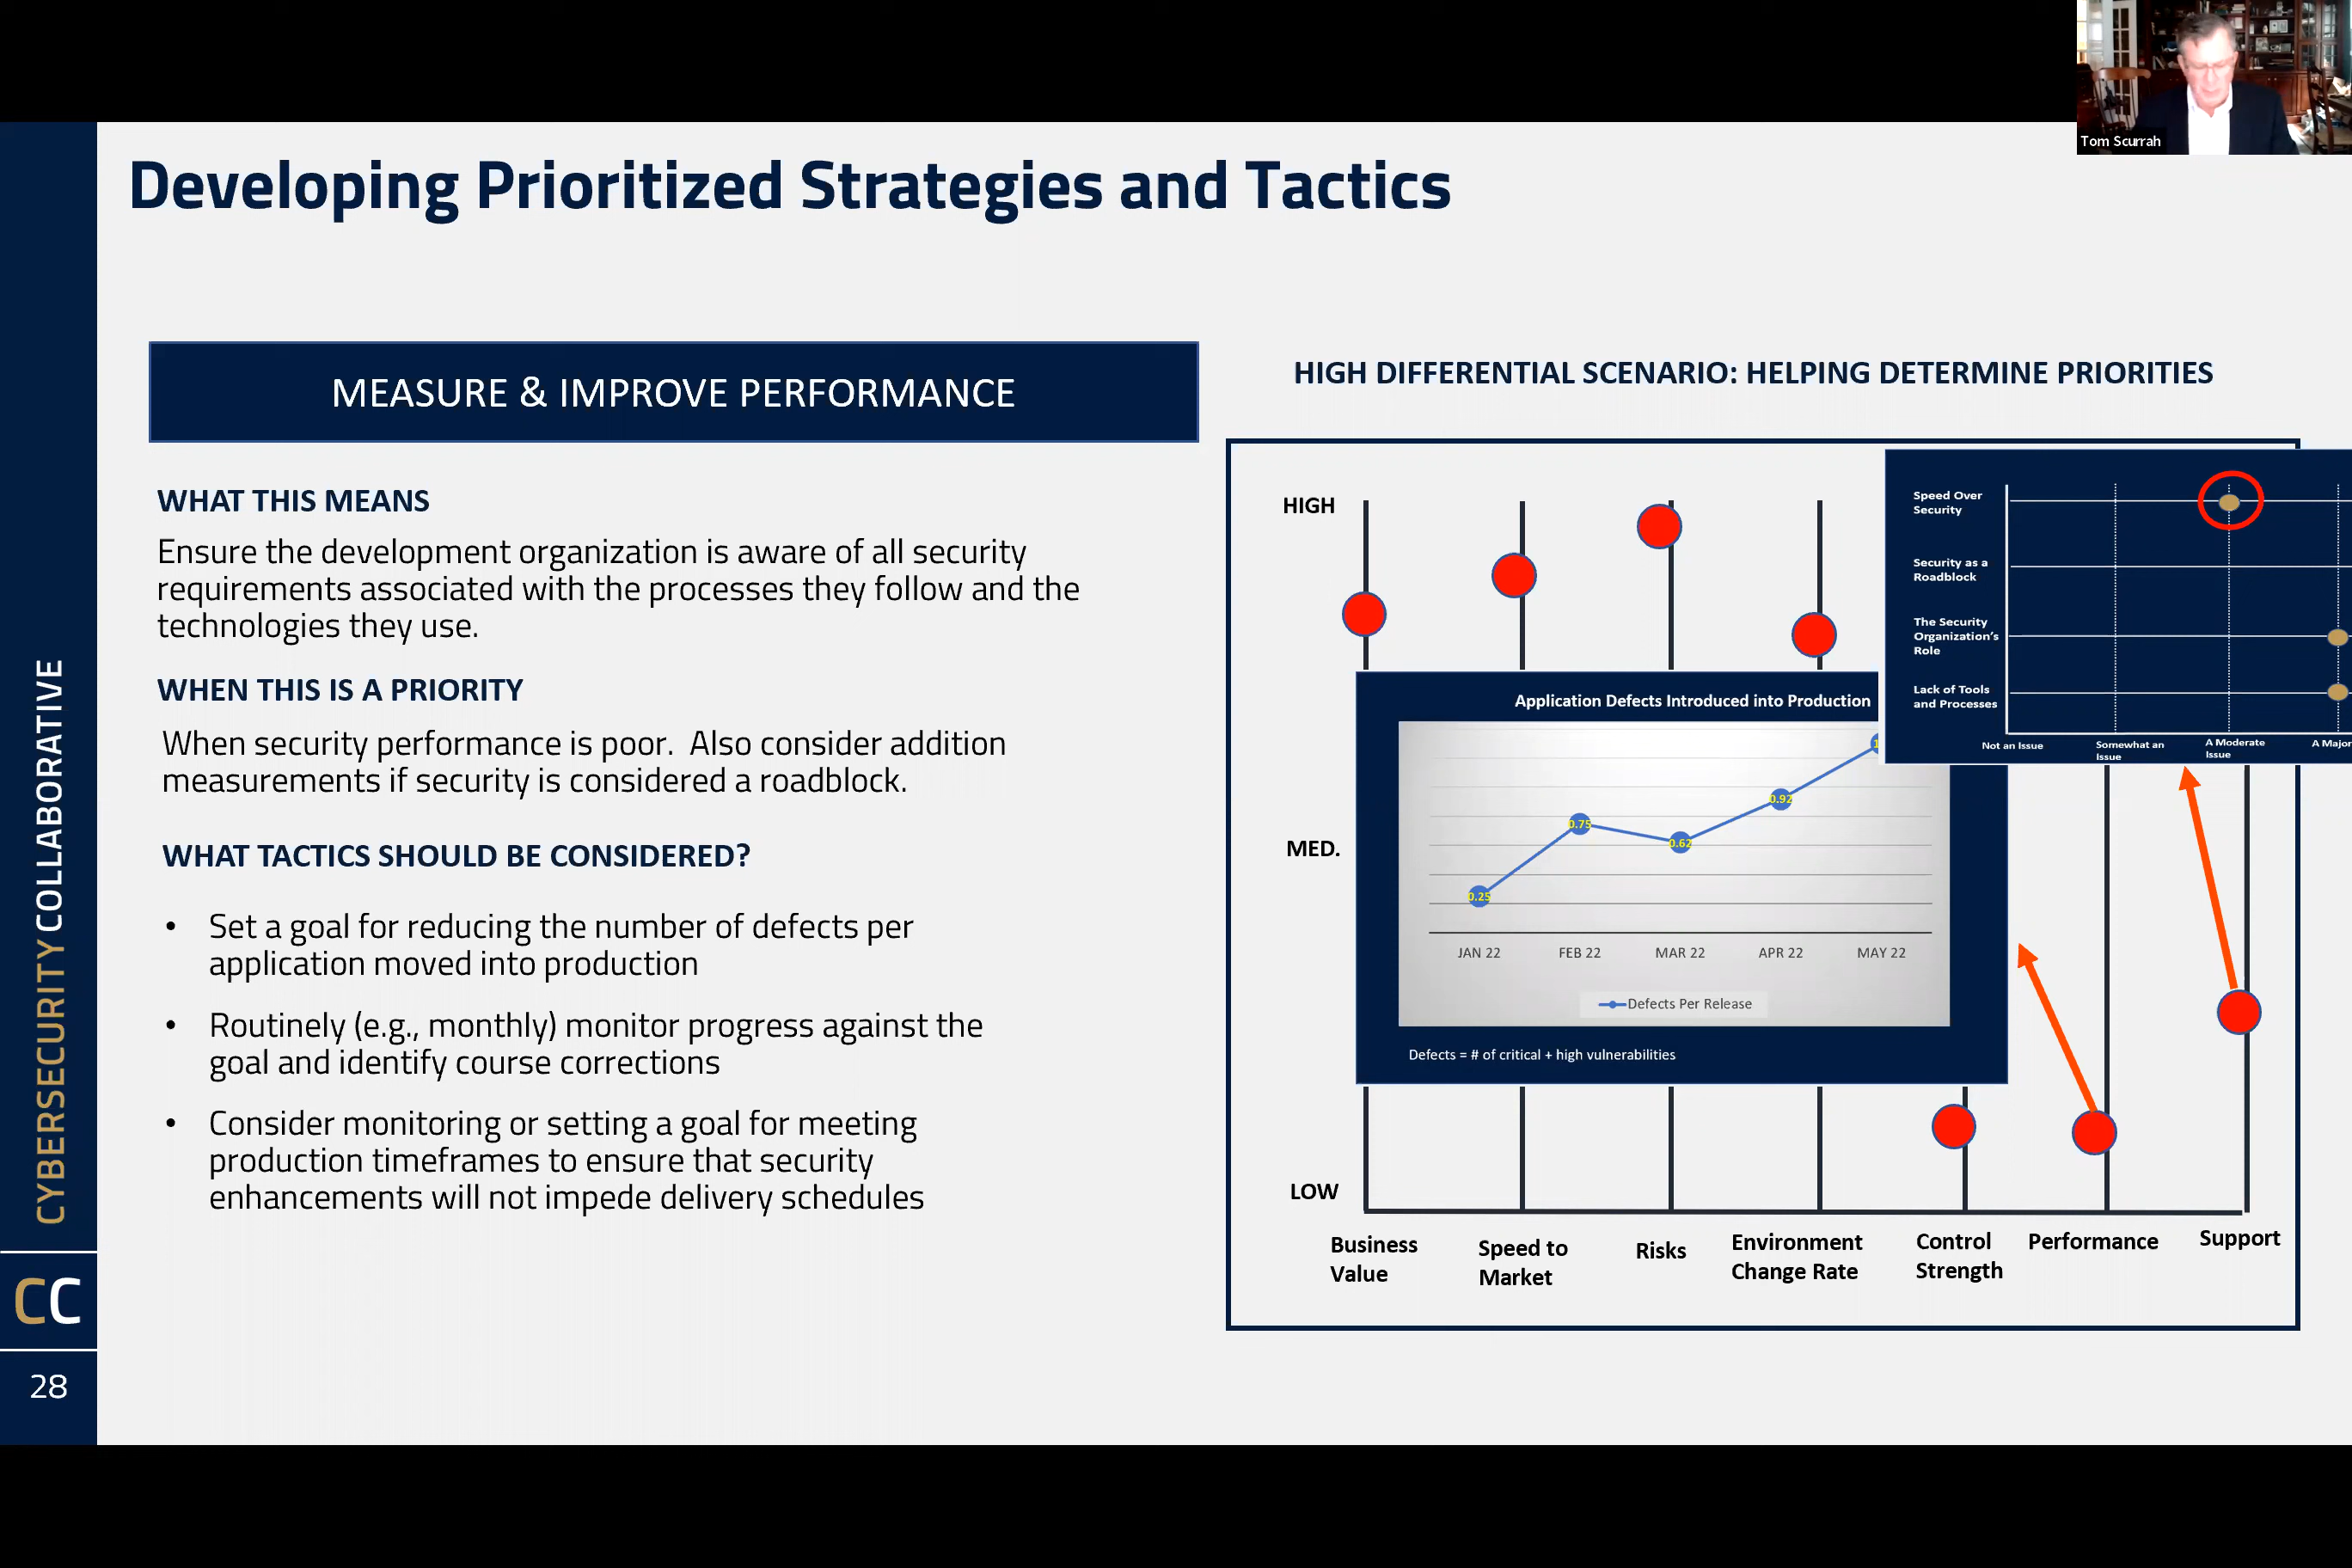 Tom Scurrah
Developing Prioritized Strategies and Tactics
MEASURE & IMPROVE PERFORMANCE
WHAT THIS MEANS
Ensure the development organization is aware of all security
requirements associated with the processes they follow and the
technologies they use.
WHEN THIS IS A PRIORITY
When security performance is poor.  Also consider addition
measurements if security is considered a roadblock.
WHAT TACTICS SHOULD BE CONSIDERED?
• Set a goal for reducing the number of defects per
application moved into production
• Routinely (e.g., monthly) monitor progress against the
goal and identify course corrections
• Consider monitoring or setting a goal for meeting
production timeframes to ensure that security
enhancements will not impede delivery schedules
HIGH DIFFERENTIAL SCENARIO: HELPING DETERMINE PRIORITIES
HIGH
MED.
LOW
Speed Over
Security
Security as a
Roadblock
The Security
Organization's
Role
Lack of Tools
and Processes
Not an Issue
Somewhat an
Issue
A Moderate
Issue
A Major
Application Defects Introduced into Production
0.25
0.75
0.62
0.92
JAN 22
FEB 22
MAR 22
APR 22
MAY 22
Defects Per Release
Defects = # of critical + high vulnerabilities
Business
Value
Speed to
Market
Risks
Environment
Change Rate
Control
Strength
Performance
Support
CYBERSECURITY COLLABORATIVE
CC
28